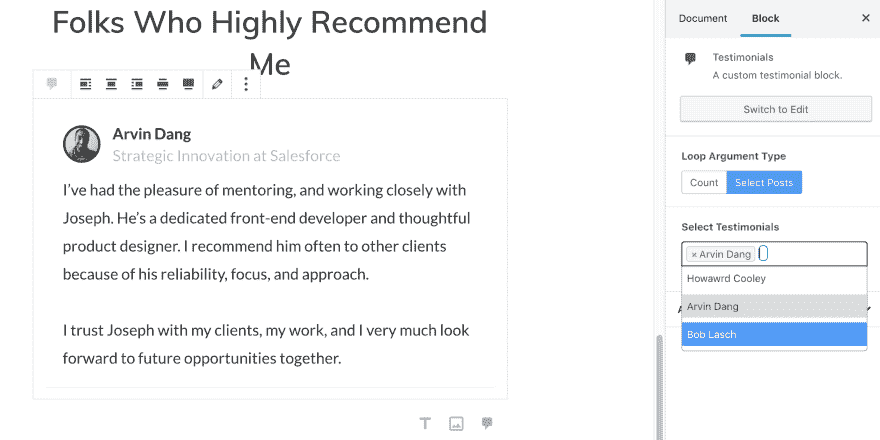 Folks Who Highly Recommend
Me
Arvin Dang
Strategic Innovation at Salesforce
I've had the pleasure of mentoring, and working closely with
Joseph. He's a dedicated front-end developer and thoughtful
product designer. I recommend him often to other clients
because of his reliability, focus, and approach.
I trust Joseph with my clients, my work, and I very much look
forward to future opportunities together.
Document Block ×
Testimonials
A custom testimonial block.
Switch to Edit
Loop Argument Type
Count Select Posts
Select Testimonials
× Arvin Dang
Howawrd Cooley
Arvin Dang
Bob Lasch